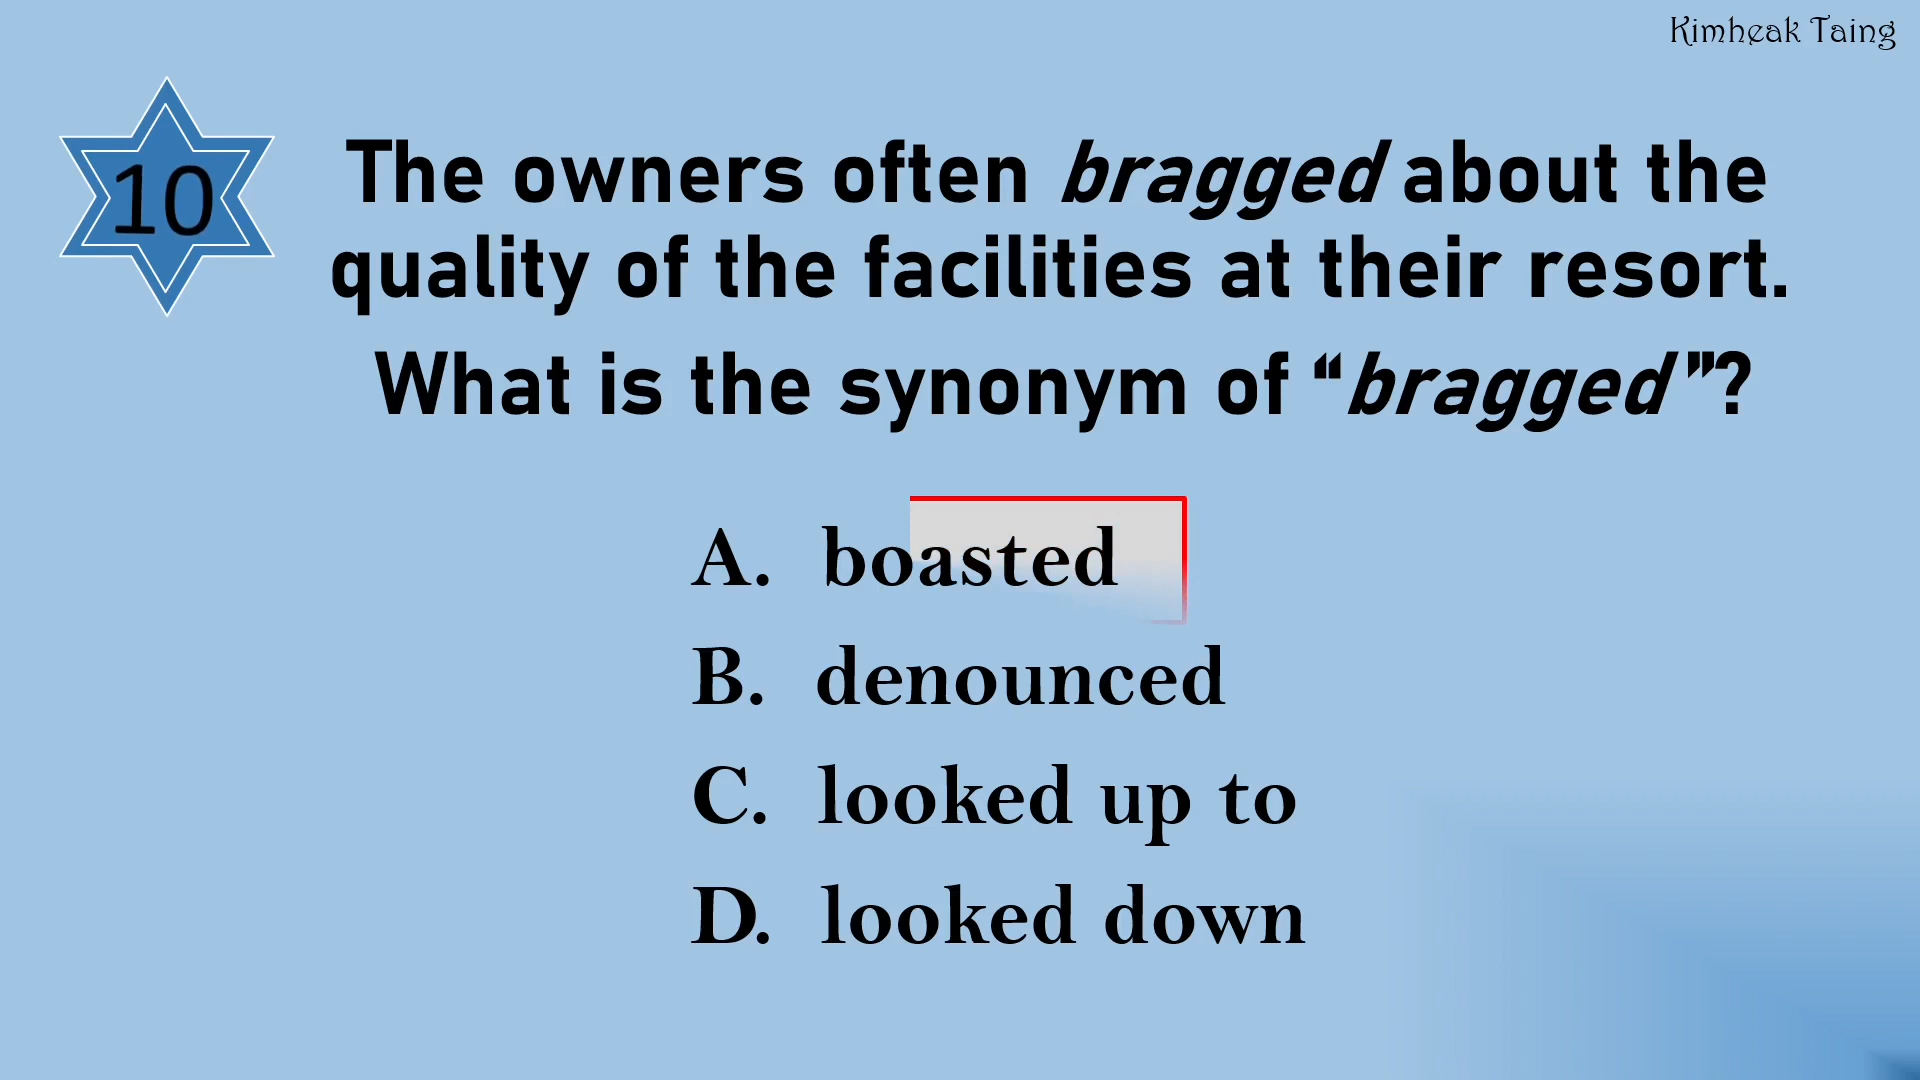 Kimheak Taing
10
The owners often bragged about the
quality of the facilities at their resort.
What is the synonym of “bragged”?
A. boasted
B. denounced
C. looked up to
D. looked down